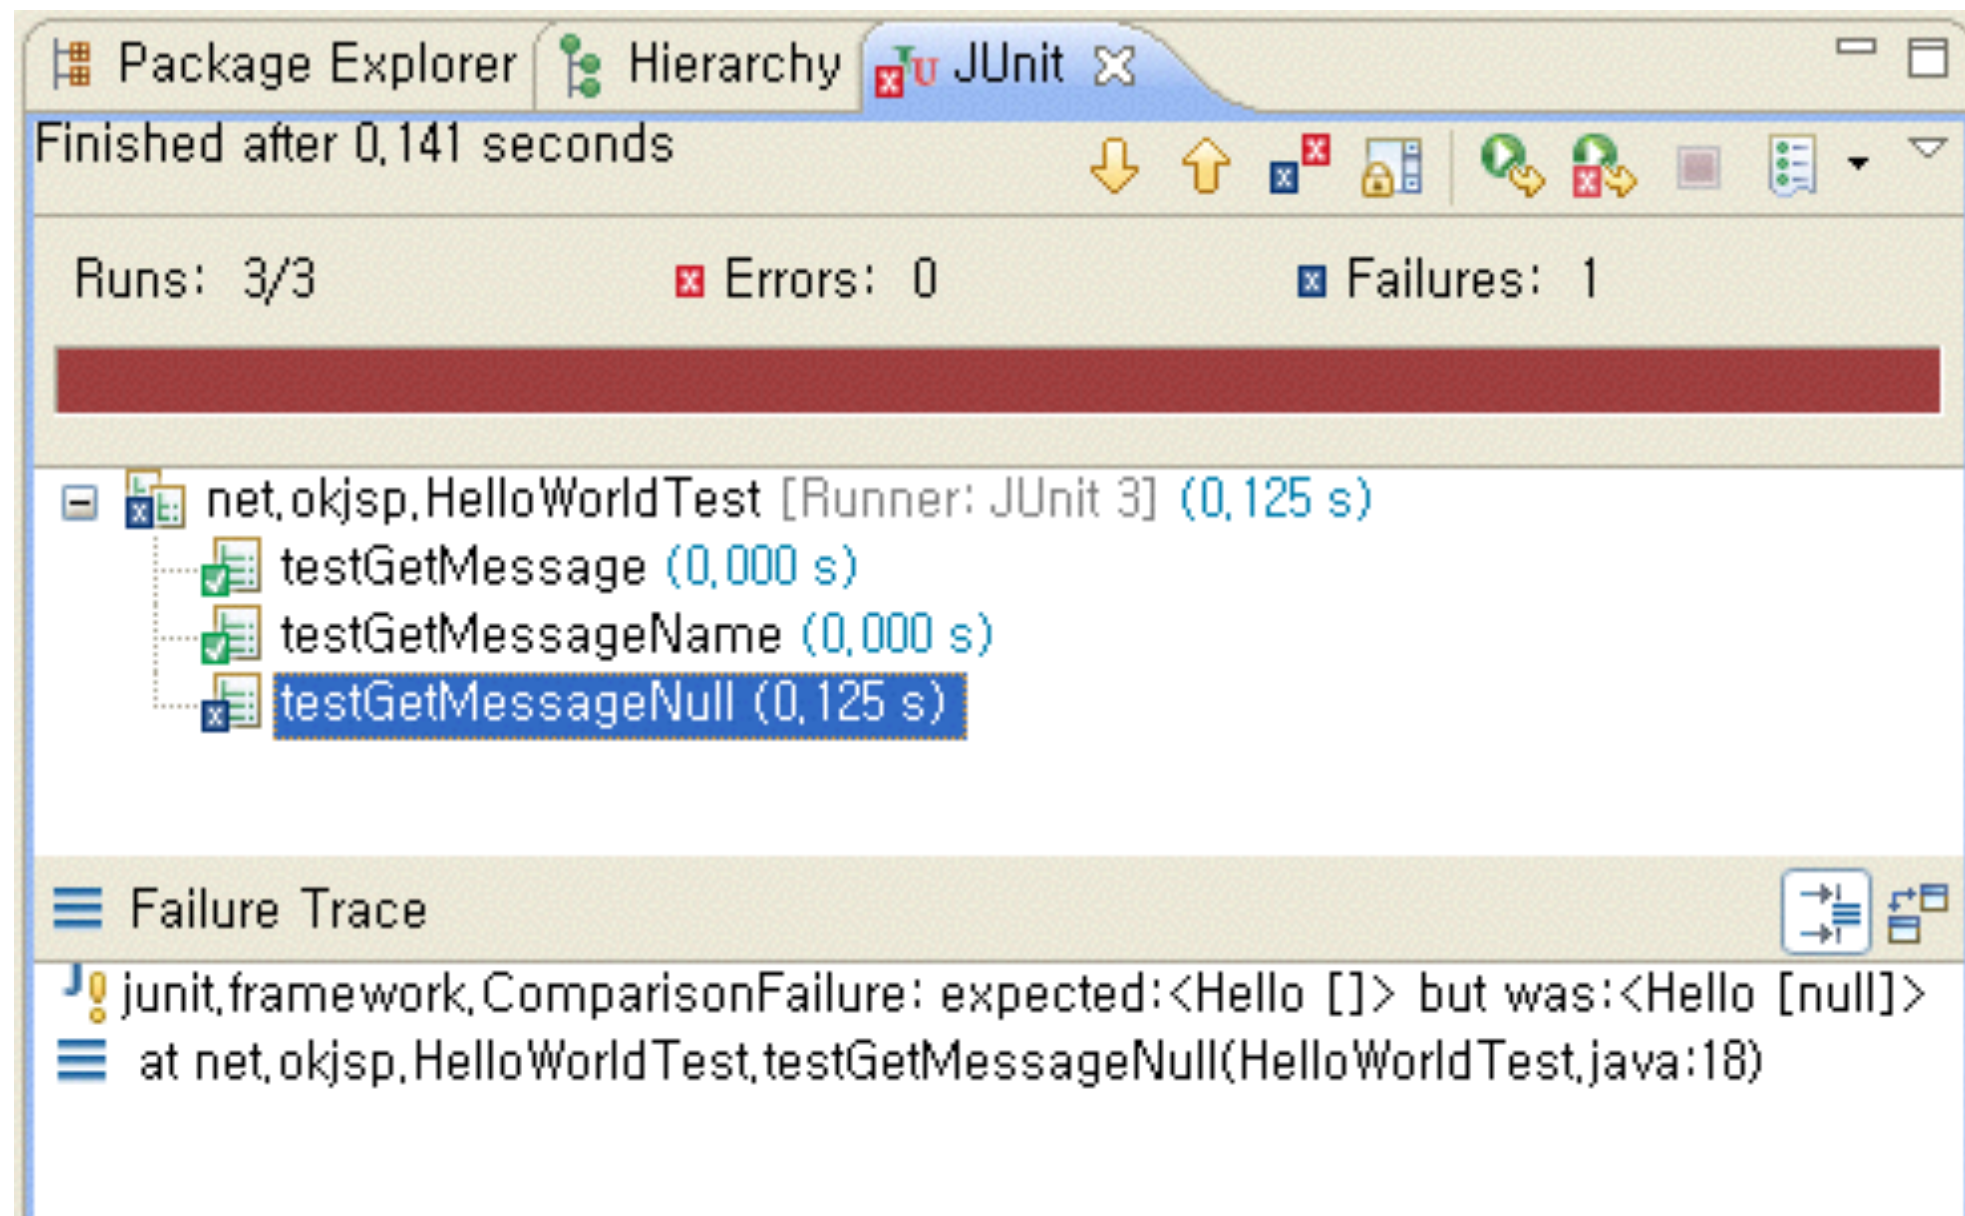 Package Explorer Hierarchy JUnit
Finished after 0,141 seconds
Runs: 3/3 Errors: 0 Failures: 1
net,okjsp,HelloWorldTest [Runner: JUnit 3] (0,125 s)
testGetMessage (0,000 s)
testGetMessageName (0,000 s)
testGetMessageNull (0,125 s)
Failure Trace
junit,framework,ComparisonFailure: expected:<Hello []> but was:<Hello [null]>
at net,okjsp,HelloWorldTest,testGetMessageNull(HelloWorldTest,java:18)